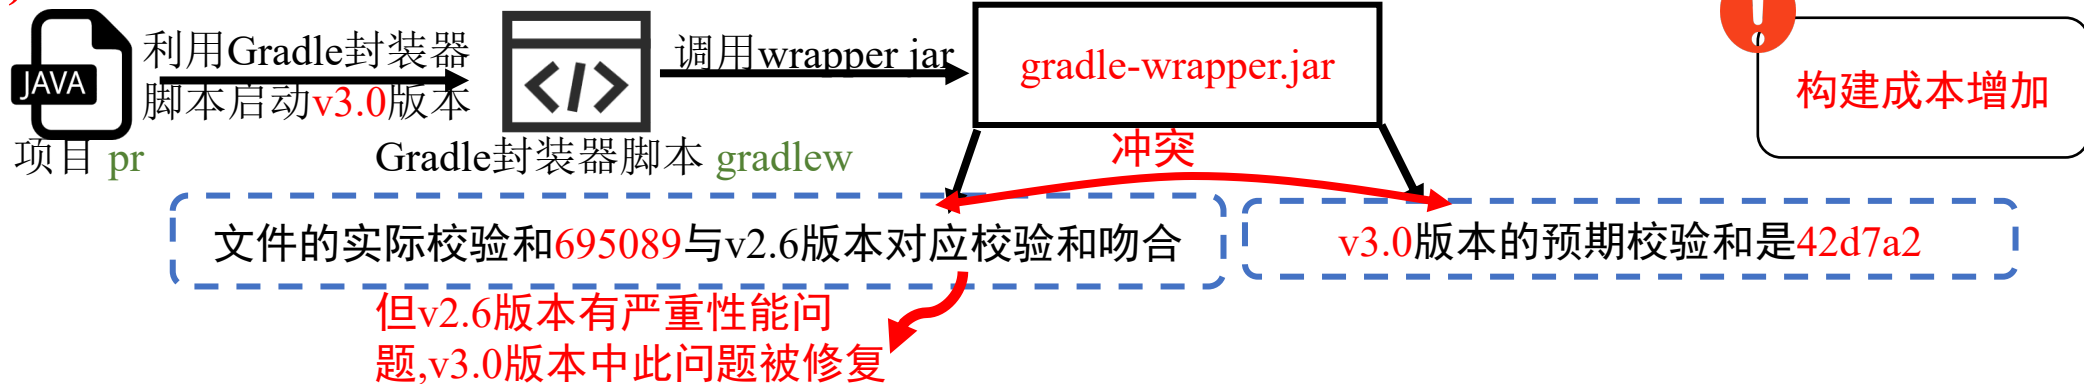 JAVA
利用Gradle封装器
脚本启动v3.0版本
项目 pr
Gradle封装器脚本 gradlew
调用wrapper jar
gradle-wrapper.jar
构建成本增加
冲突
文件的实际校验和695089与v2.6版本对应校验和吻合
v3.0版本的预期校验和是42d7a2
但v2.6版本有严重性能问
题,v3.0版本中此问题被修复